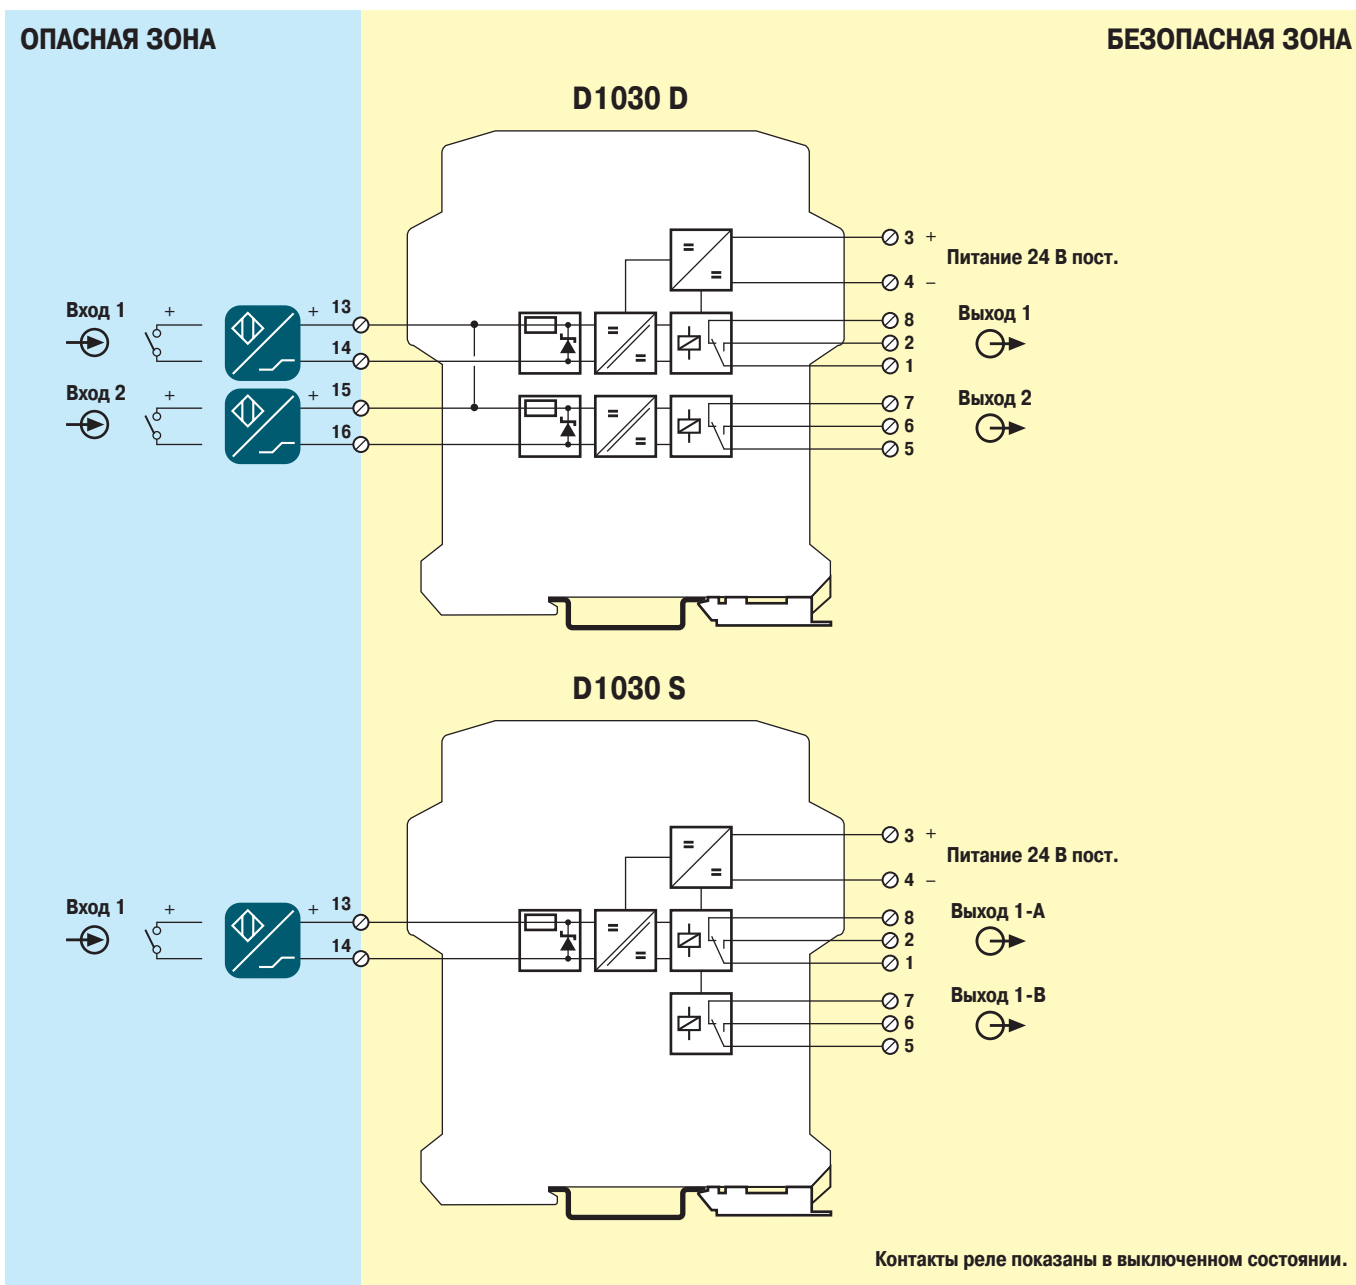 ОПАСНАЯ ЗОНА
БЕЗОПАСНАЯ ЗОНА
D1030 D
3 +
Питание 24 В пост.
4 –
Вход 1
+
+ 13
14
8
2
1
Выход 1
Вход 2
+
+ 15
16
7
6
5
Выход 2
D1030 S
3 +
Питание 24 В пост.
4 –
Вход 1
+
+ 13
14
8
2
1
Выход 1-A
7
6
5
Выход 1-B
Контакты реле показаны в выключенном состоянии.